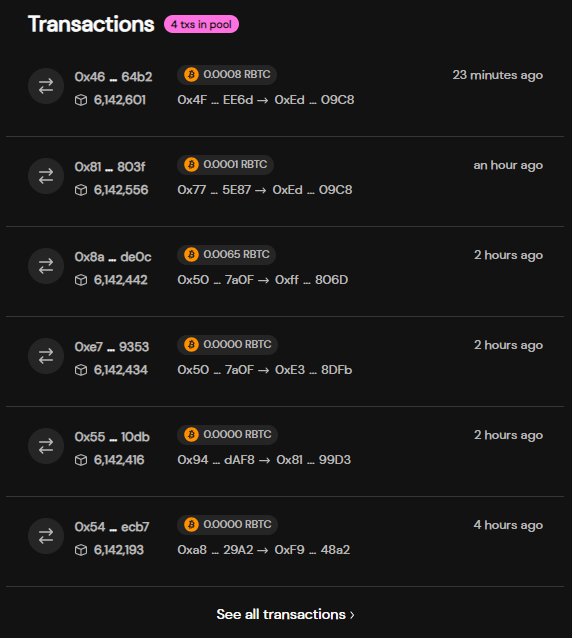 Transactions 4 txs in pool
0x46 ... 64b2 0.0008 RBTC 23 minutes ago
6,142,601 0x4F ... EE6d → 0xEd ... 09C8
0x81 ... 803f 0.0001 RBTC an hour ago
6,142,556 0x77 ... 5E87 → 0xEd ... 09C8
0x8a ... de0c 0.0065 RBTC 2 hours ago
6,142,442 0x50 ... 7a0F → 0xff ... 806D
0xe7 ... 9353 0.0000 RBTC 2 hours ago
6,142,434 0x50 ... 7a0F → 0xE3 ... 8DFb
0x55 ... 10db 0.0000 RBTC 2 hours ago
6,142,416 0x94 ... dAF8 → 0x81 ... 99D3
0x54 ... ecb7 0.0000 RBTC 4 hours ago
6,142,193 0xa8 ... 29A2 → 0xF9 ... 48a2
See all transactions ›